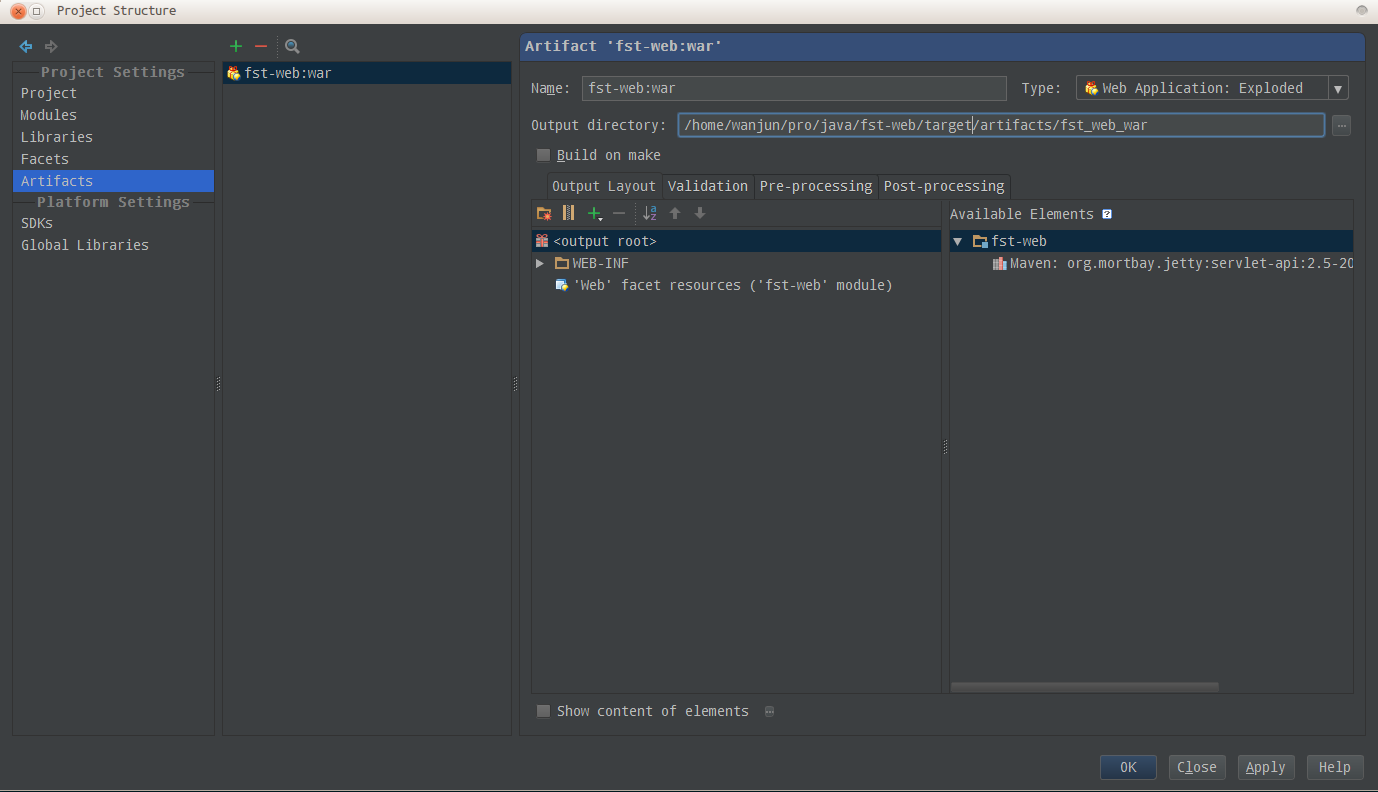 Project Structure
Project Settings
Project
Modules
Libraries
Facets
Artifacts
Platform Settings
SDKs
Global Libraries
fst-web:war
Artifact 'fst-web:war'
Name: fst-web:war Type: Web Application: Exploded
Output directory: /home/wanjun/pro/java/fst-web/target/artifacts/fst_web_war
Build on make
Output Layout Validation Pre-processing Post-processing
Available Elements ?
<output root>
WEB-INF
'Web' facet resources ('fst-web' module)
fst-web
Maven: org.mortbay.jetty:servlet-api:2.5-20
Show content of elements
OK Close Apply Help